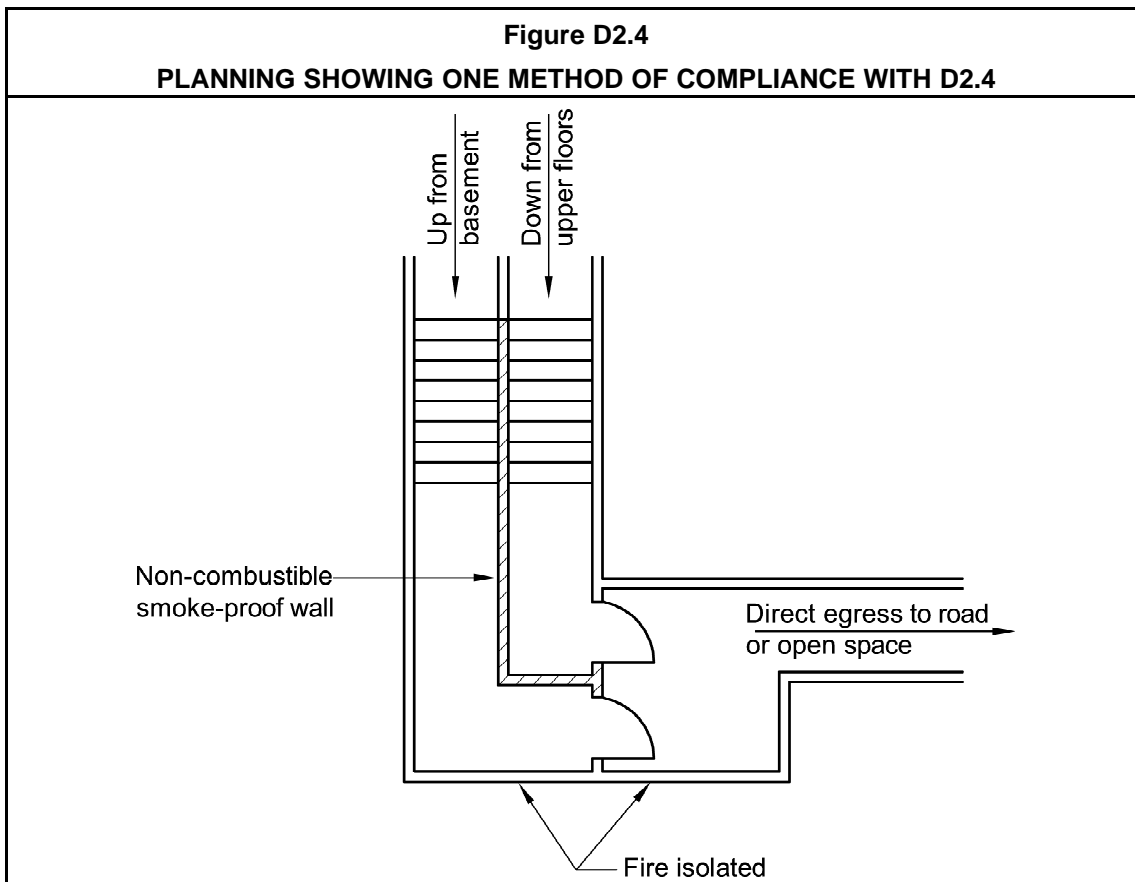 Figure D2.4
PLANNING SHOWING ONE METHOD OF COMPLIANCE WITH D2.4
Up from
basement
Down from
upper floors
Non-combustible
smoke-proof wall
Direct egress to road
or open space
Fire isolated